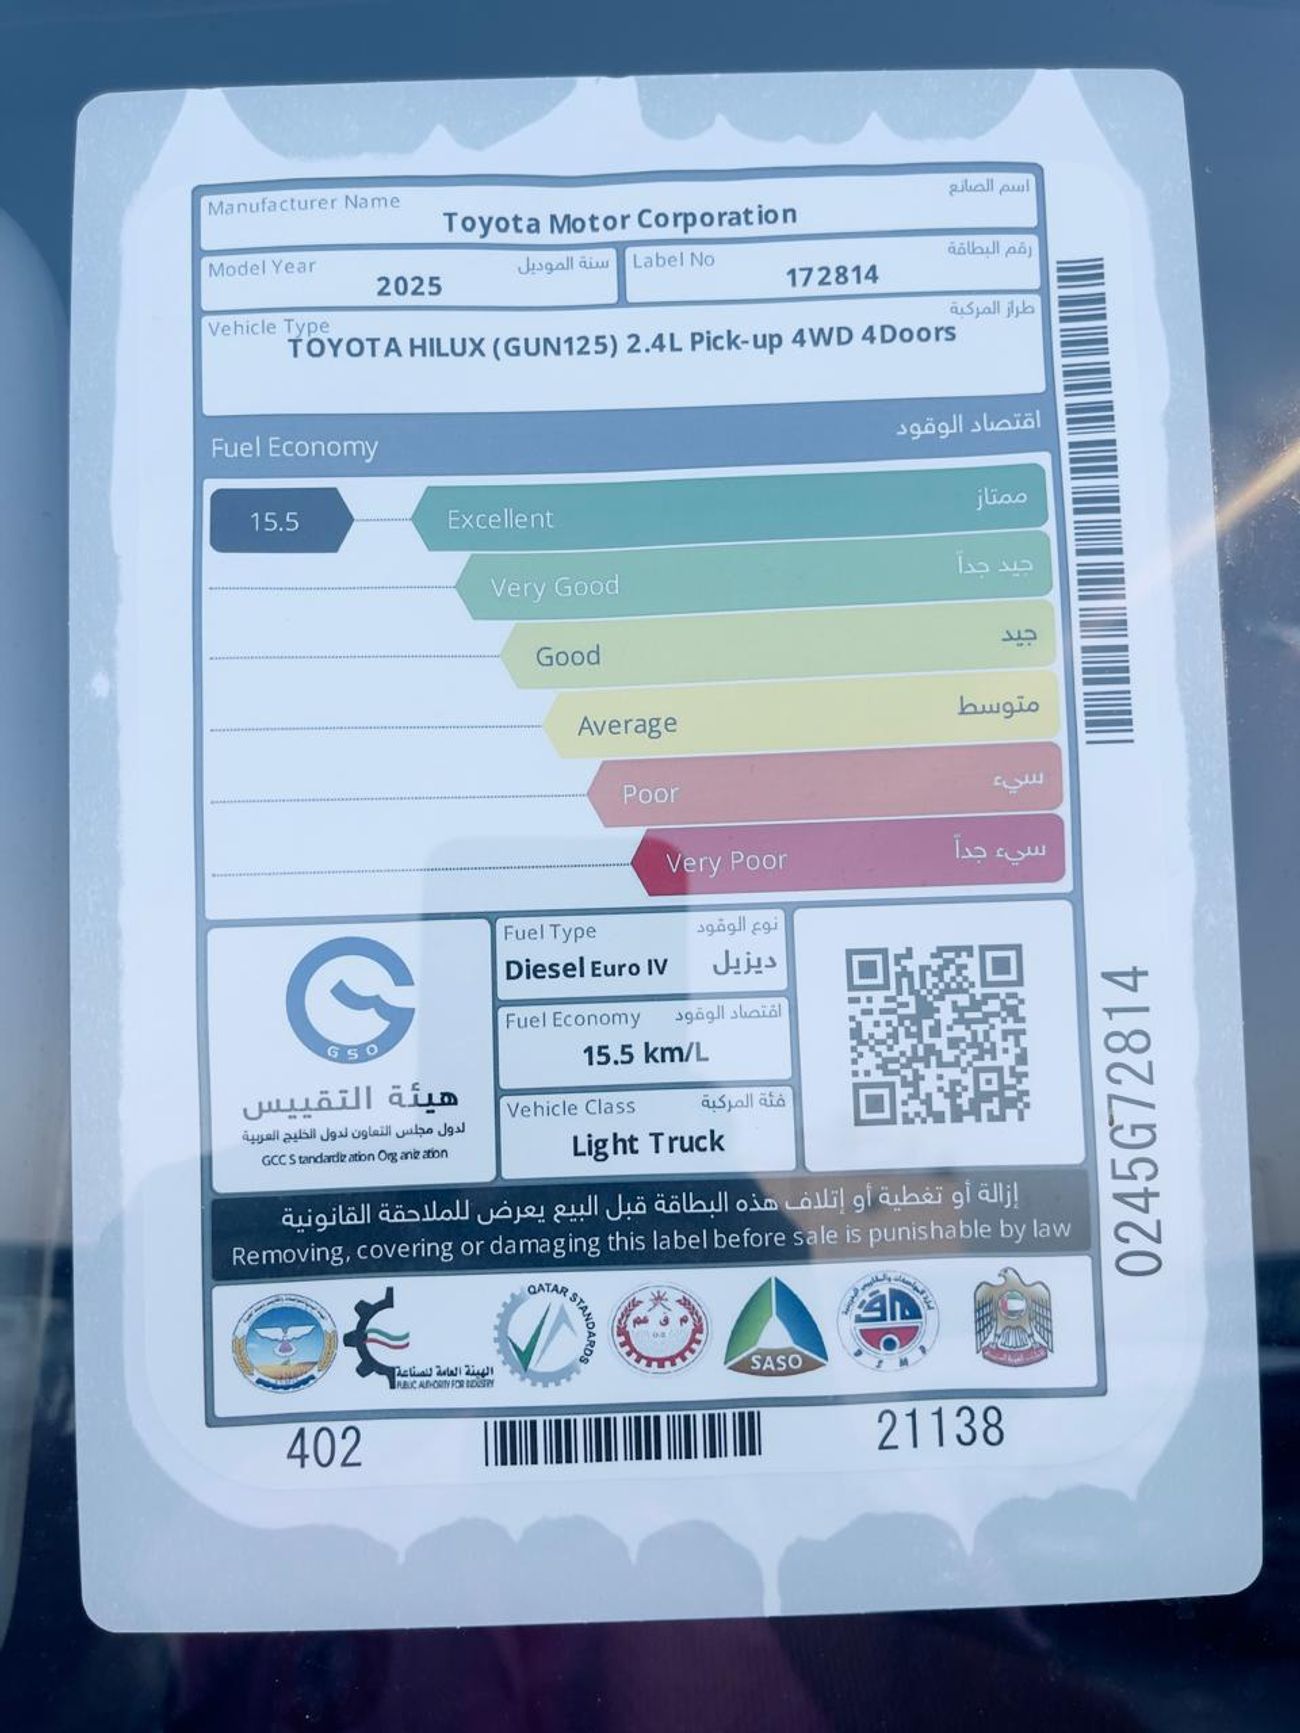 Manufacturer Name
اسم الصانع
Toyota Motor Corporation
Model Year
سنة الموديل
2025
Label No
رقم البطاقة
172814
Vehicle Type
طراز المركبة
TOYOTA HILUX (GUN125) 2.4L Pick-up 4WD 4Doors
Fuel Economy
اقتصاد الوقود
15.5
Excellent
ممتاز
Very Good
جيد جداً
Good
جيد
Average
متوسط
Poor
سيء
Very Poor
سيء جداً
GSO
هيئة التقييس
لدول مجلس التعاون لدول الخليج العربية
GCC Standardization Organization
Fuel Type
نوع الوقود
Diesel Euro IV
ديزيل
Fuel Economy
اقتصاد الوقود
15.5 km/L
Vehicle Class
فئة المركبة
Light Truck
0245G72814
إزالة أو تغطية أو إتلاف هذه البطاقة قبل البيع يعرض للملاحقة القانونية
Removing, covering or damaging this label before sale is punishable by law
الهيئة العامة للصناعة
PUBLIC AUTHORITY FOR INDUSTRY
QATAR STANDARDS
م ق عم
SASO
402
21138